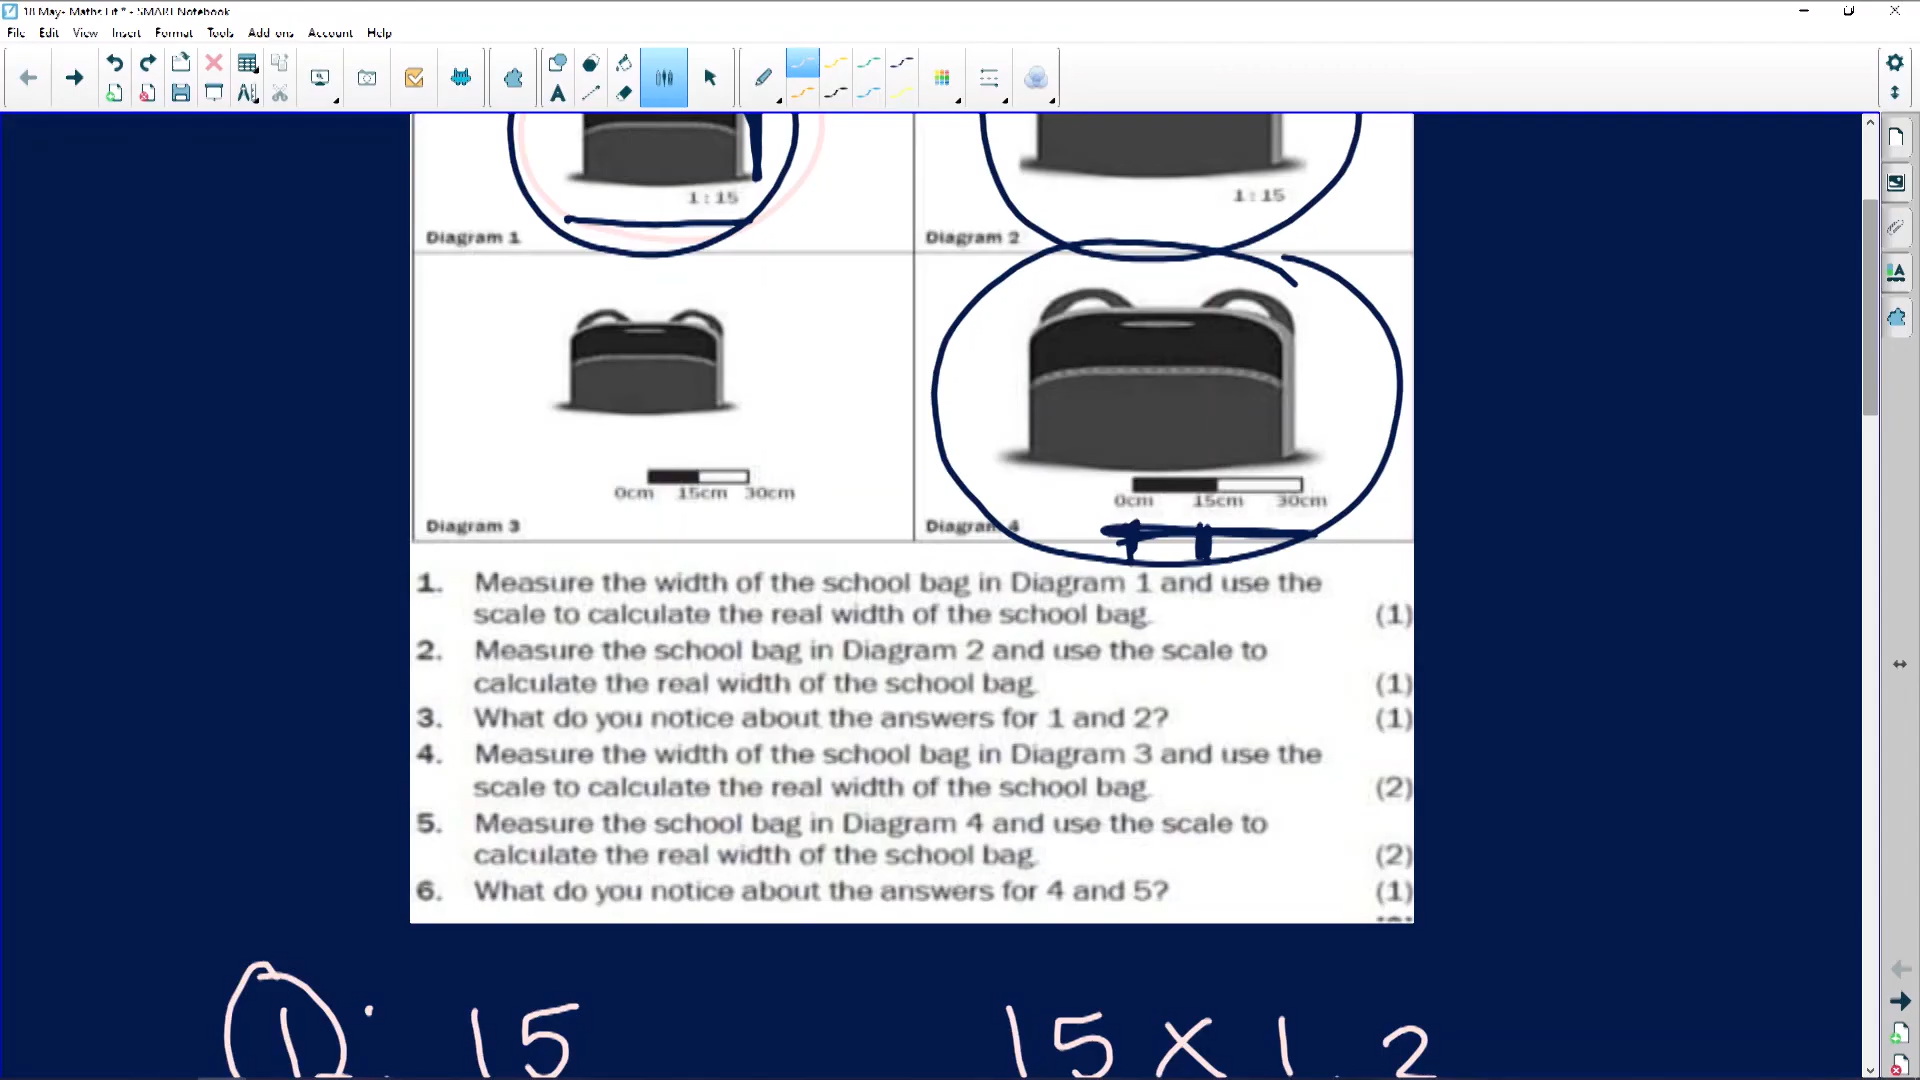 18 May- Maths Lit * - SMART Notebook
File Edit View Insert Format Tools Add-ons Account Help
1 : 15
1 : 15
Diagram 1
Diagram 2
0cm 15cm 30cm
0cm 15cm 30cm
Diagram 3
Diagram 4
1. Measure the width of the school bag in Diagram 1 and use the
scale to calculate the real width of the school bag. (1)
2. Measure the school bag in Diagram 2 and use the scale to
calculate the real width of the school bag. (1)
3. What do you notice about the answers for 1 and 2? (1)
4. Measure the width of the school bag in Diagram 3 and use the
scale to calculate the real width of the school bag. (2)
5. Measure the school bag in Diagram 4 and use the scale to
calculate the real width of the school bag. (2)
6. What do you notice about the answers for 4 and 5? (1)
1 : 15
15 x 1.2